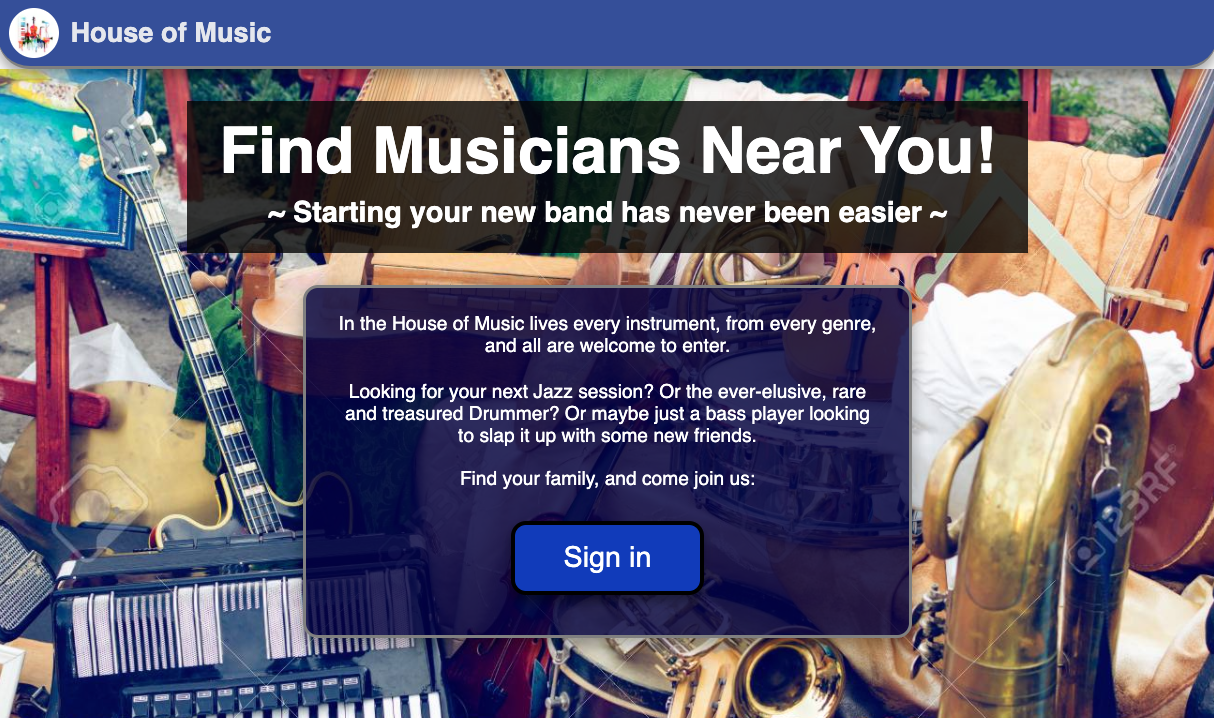 House of Music
Find Musicians Near You!
~ Starting your new band has never been easier ~
In the House of Music lives every instrument, from every genre,
and all are welcome to enter.
Looking for your next Jazz session? Or the ever-elusive, rare
and treasured Drummer? Or maybe just a bass player looking
to slap it up with some new friends.
Find your family, and come join us:
Sign in
123RF